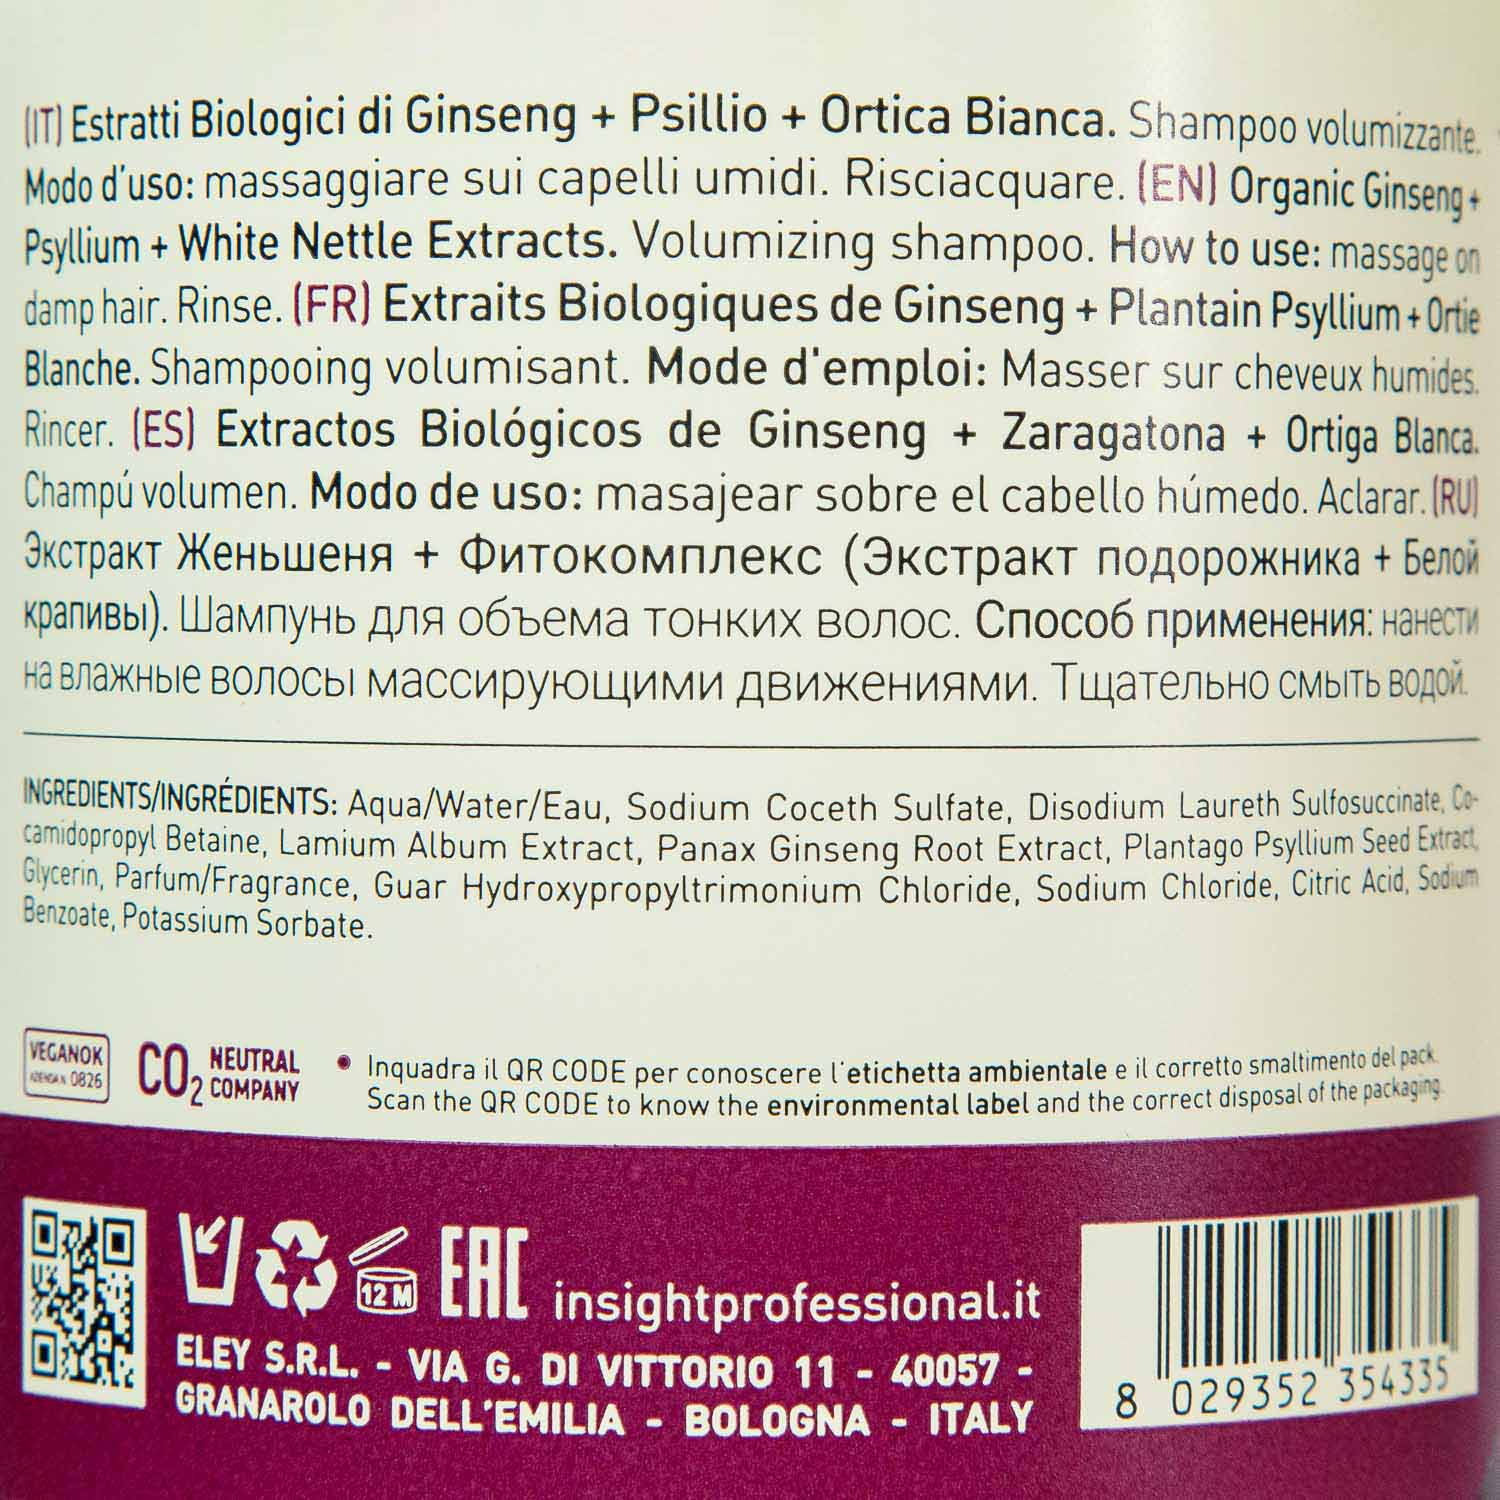 (IT) Estratti Biologici di Ginseng + Psillio + Ortica Bianca. Shampoo volumizzante.
Modo d'uso: massaggiare sui capelli umidi. Risciacquare. (EN) Organic Ginseng +
Psyllium + White Nettle Extracts. Volumizing shampoo. How to use: massage on
damp hair. Rinse. (FR) Extraits Biologiques de Ginseng + Plantain Psyllium + Ortie
Blanche. Shampooing volumisant. Mode d'emploi: Masser sur cheveux humides.
Rincer. (ES) Extractos Biológicos de Ginseng + Zaragatona + Ortiga Blanca.
Champú volumen. Modo de uso: masajear sobre el cabello húmedo. Aclarar. (RU)
Экстракт Женьшеня + Фитокомплекс (Экстракт подорожника + Белой
крапивы). Шампунь для объема тонких волос. Способ применения: нанести
на влажные волосы массирующими движениями. Тщательно смыть водой.
INGREDIENTS/INGRÉDIENTS: Aqua/Water/Eau, Sodium Coceth Sulfate, Disodium Laureth Sulfosuccinate, Co-
camidopropyl Betaine, Lamium Album Extract, Panax Ginseng Root Extract, Plantago Psyllium Seed Extract,
Glycerin, Parfum/Fragrance, Guar Hydroxypropyltrimonium Chloride, Sodium Chloride, Citric Acid, Sodium
Benzoate, Potassium Sorbate.
VEGANOK
AZIENDA N. 0826
CO2 NEUTRAL
COMPANY
• Inquadra il QR CODE per conoscere l'etichetta ambientale e il corretto smaltimento del pack.
Scan the QR CODE to know the environmental label and the correct disposal of the packaging.
12 M
EAC
insightprofessional.it
ELEY S.R.L. - VIA G. DI VITTORIO 11 - 40057 -
GRANAROLO DELL'EMILIA - BOLOGNA - ITALY
8 029352 354335